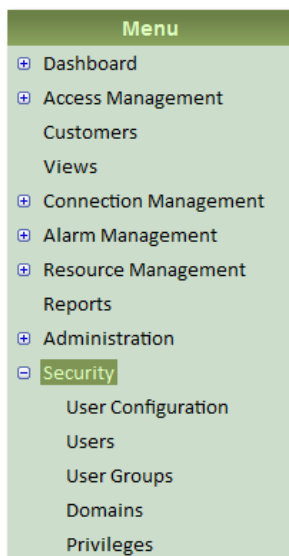 Menu
Dashboard
Access Management
Customers
Views
Connection Management
Alarm Management
Resource Management
Reports
Administration
Security
User Configuration
Users
User Groups
Domains
Privileges